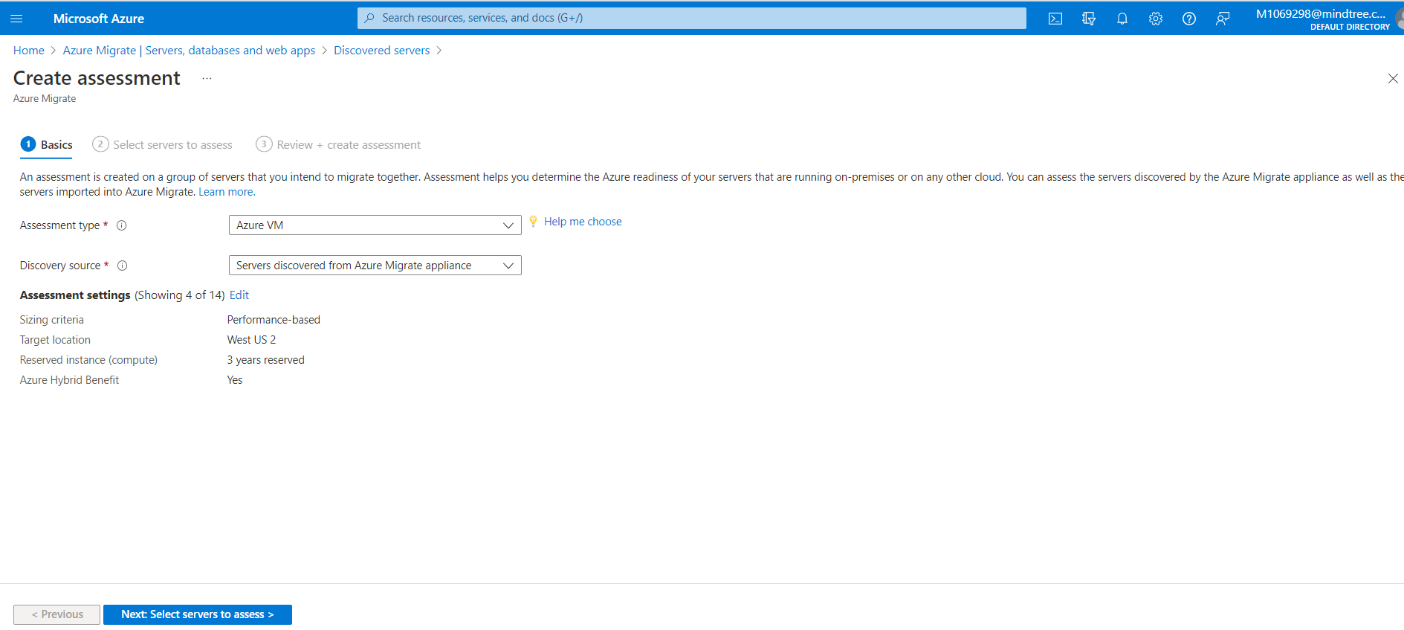 Microsoft Azure
Search resources, services, and docs (G+/)
M1069298@mindtree.c...
DEFAULT DIRECTORY
Home > Azure Migrate | Servers, databases and web apps > Discovered servers >
Create assessment ...
Azure Migrate
1 Basics 2 Select servers to assess 3 Review + create assessment
An assessment is created on a group of servers that you intend to migrate together. Assessment helps you determine the Azure readiness of your servers that are running on-premises or on any other cloud. You can assess the servers discovered by the Azure Migrate appliance as well as the
servers imported into Azure Migrate. Learn more.
Assessment type * Azure VM Help me choose
Discovery source * Servers discovered from Azure Migrate appliance
Assessment settings (Showing 4 of 14) Edit
Sizing criteria Performance-based
Target location West US 2
Reserved instance (compute) 3 years reserved
Azure Hybrid Benefit Yes
< Previous Next: Select servers to assess >